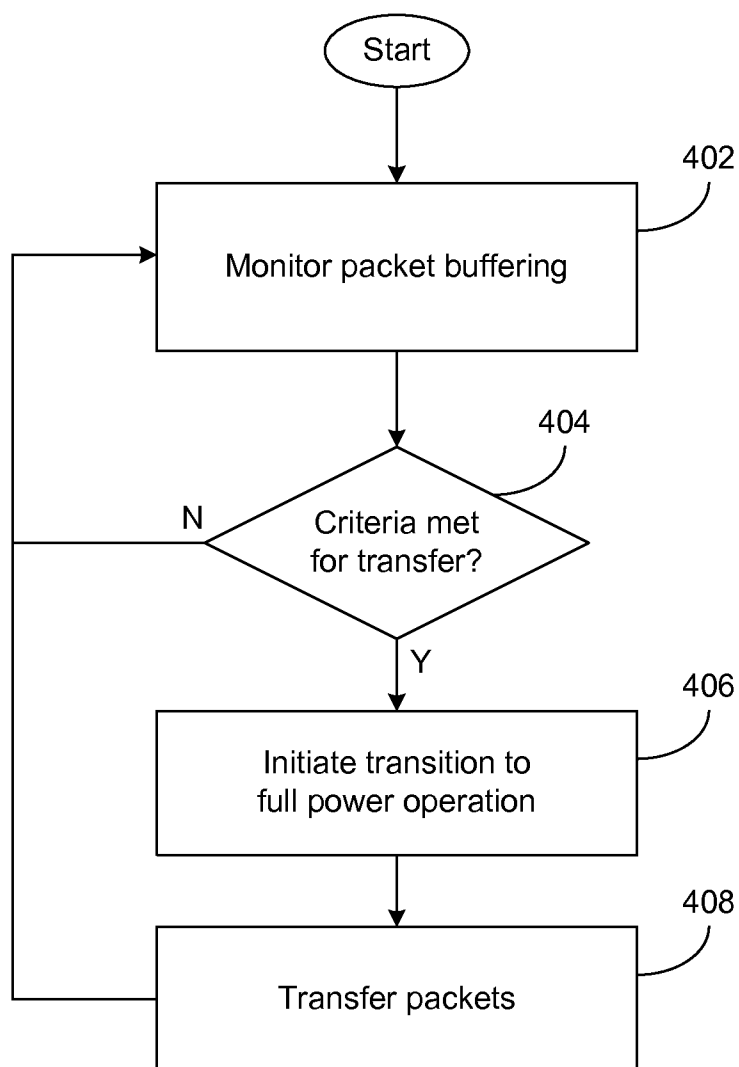 Start
402
Monitor packet buffering
404
N
Criteria met
for transfer?
Y
406
Initiate transition to
full power operation
408
Transfer packets